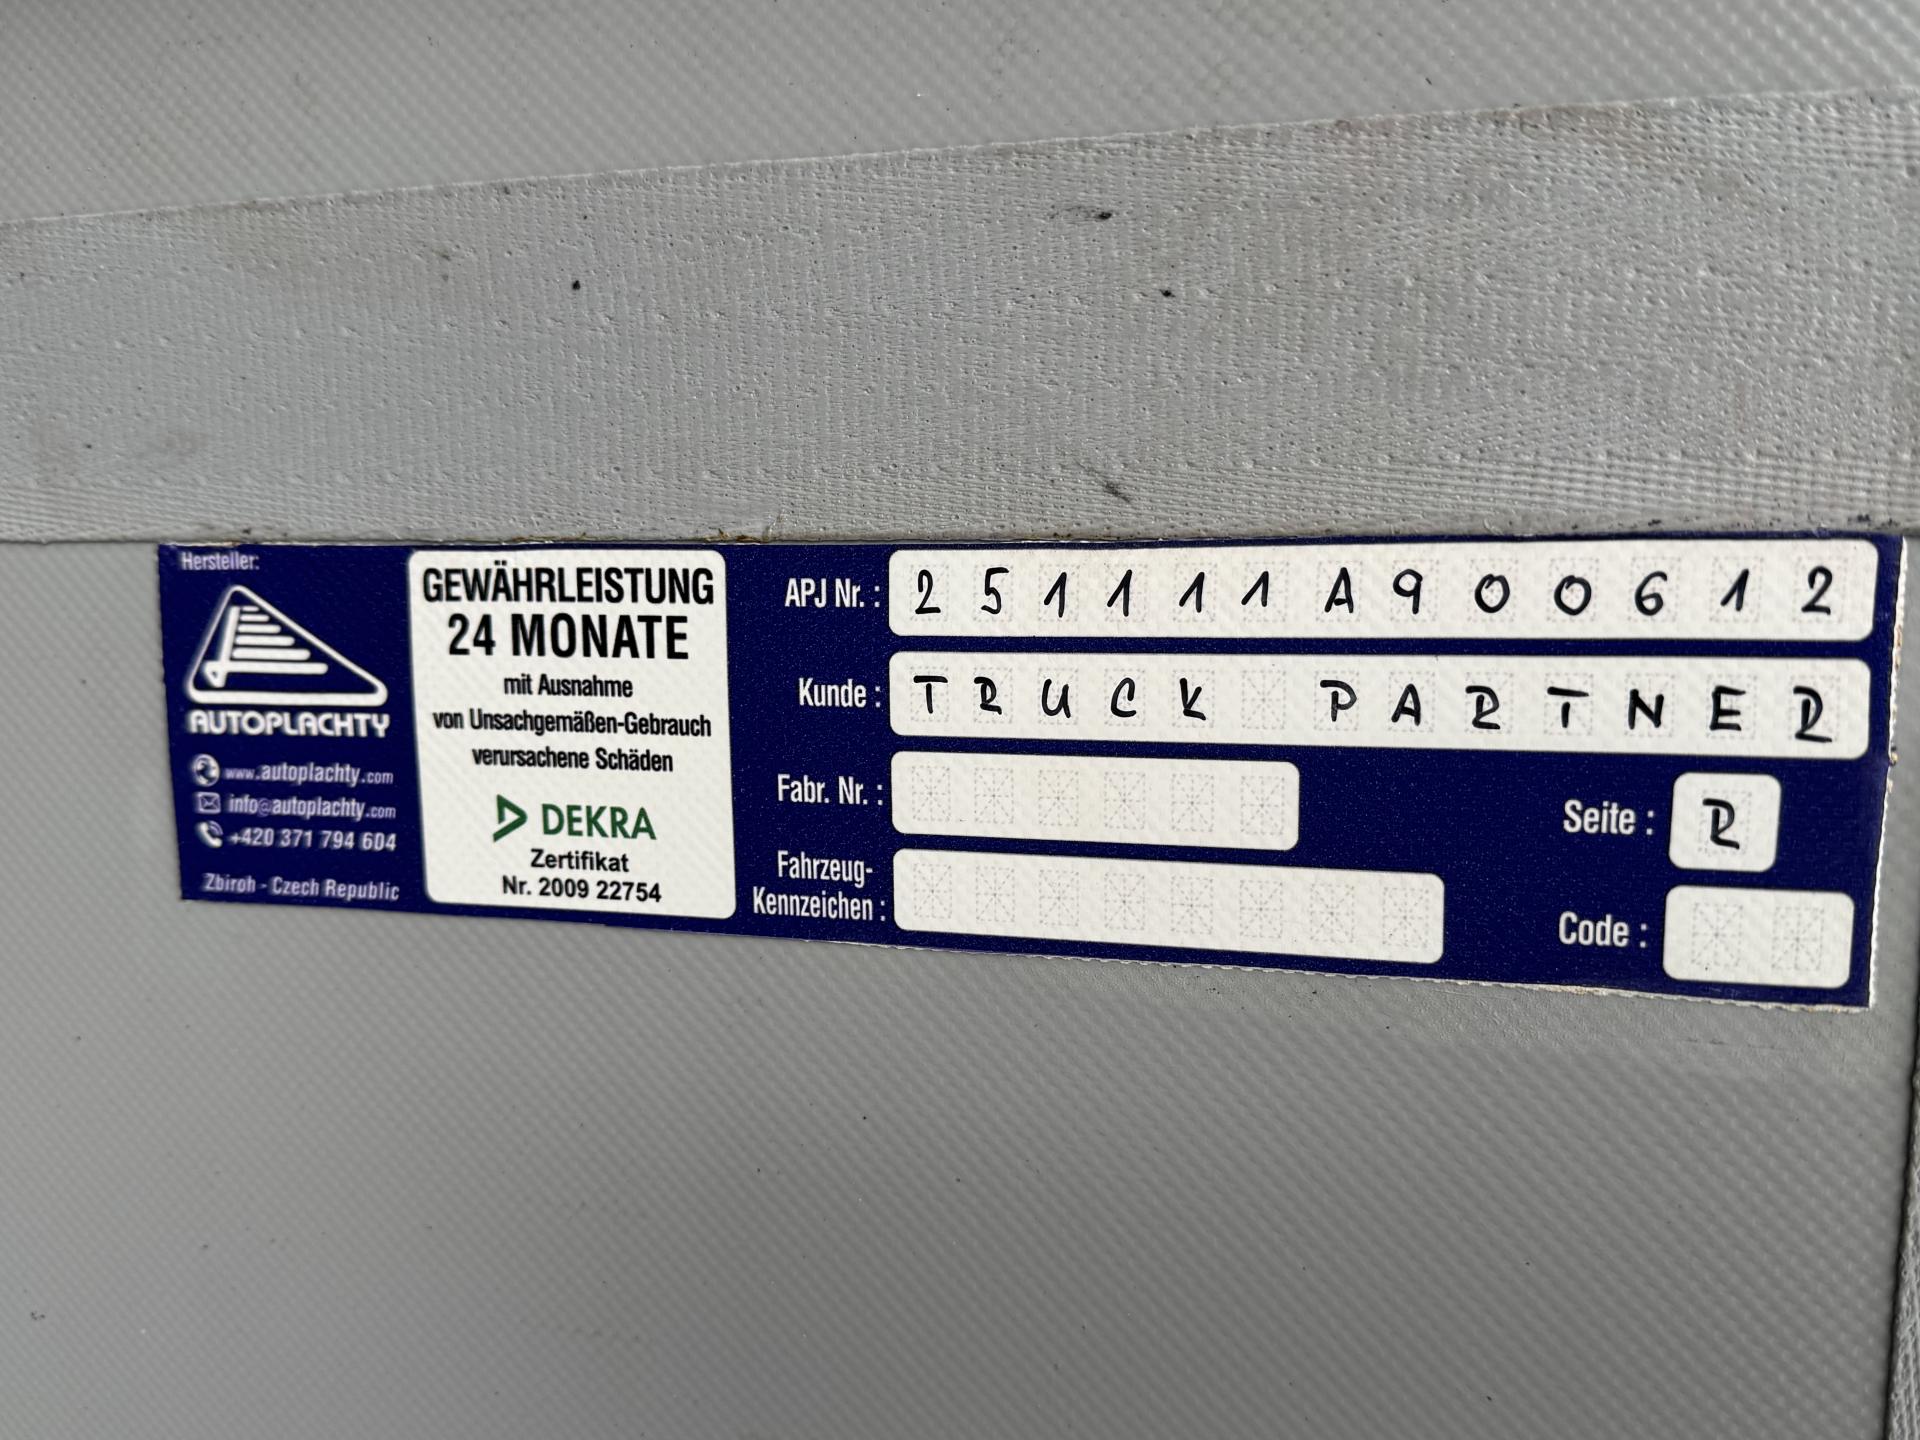 Hersteller:
AUTOPLACHTY
www.autoplachty.com
info@autoplachty.com
+420 371 794 604
Zbiroh - Czech Republic
GEWÄHRLEISTUNG
24 MONATE
mit Ausnahme
von Unsachgemäßen-Gebrauch
verursachene Schäden
DEKRA
Zertifikat
Nr. 2009 22754
APJ Nr. : 251111A900612
Kunde : TRUCK PARTNER
Fabr. Nr. :
Seite : R
Fahrzeug-
Kennzeichen :
Code :